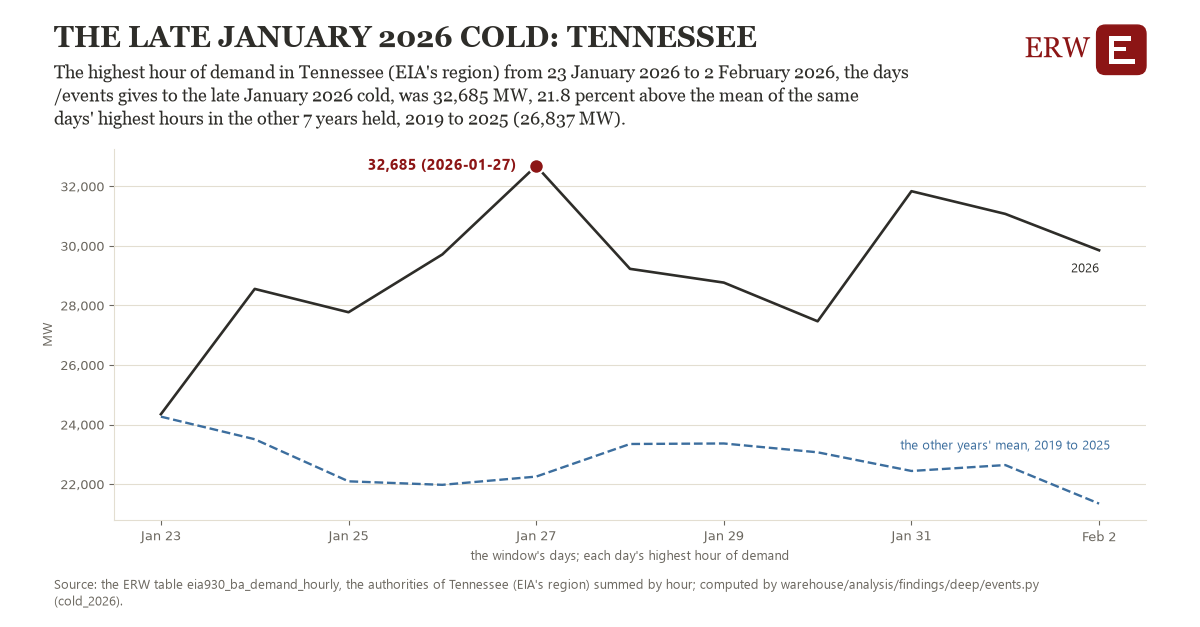 THE LATE JANUARY 2026 COLD: TENNESSEE
ERW E
The highest hour of demand in Tennessee (EIA's region) from 23 January 2026 to 2 February 2026, the days
/events gives to the late January 2026 cold, was 32,685 MW, 21.8 percent above the mean of the same
days' highest hours in the other 7 years held, 2019 to 2025 (26,837 MW).
32,685 (2026-01-27)
32,000
30,000
28,000
26,000
24,000
22,000
MW
2026
the other years' mean, 2019 to 2025
Jan 23 Jan 25 Jan 27 Jan 29 Jan 31 Feb 2
the window's days; each day's highest hour of demand
Source: the ERW table eia930_ba_demand_hourly, the authorities of Tennessee (EIA's region) summed by hour; computed by warehouse/analysis/findings/deep/events.py
(cold_2026).